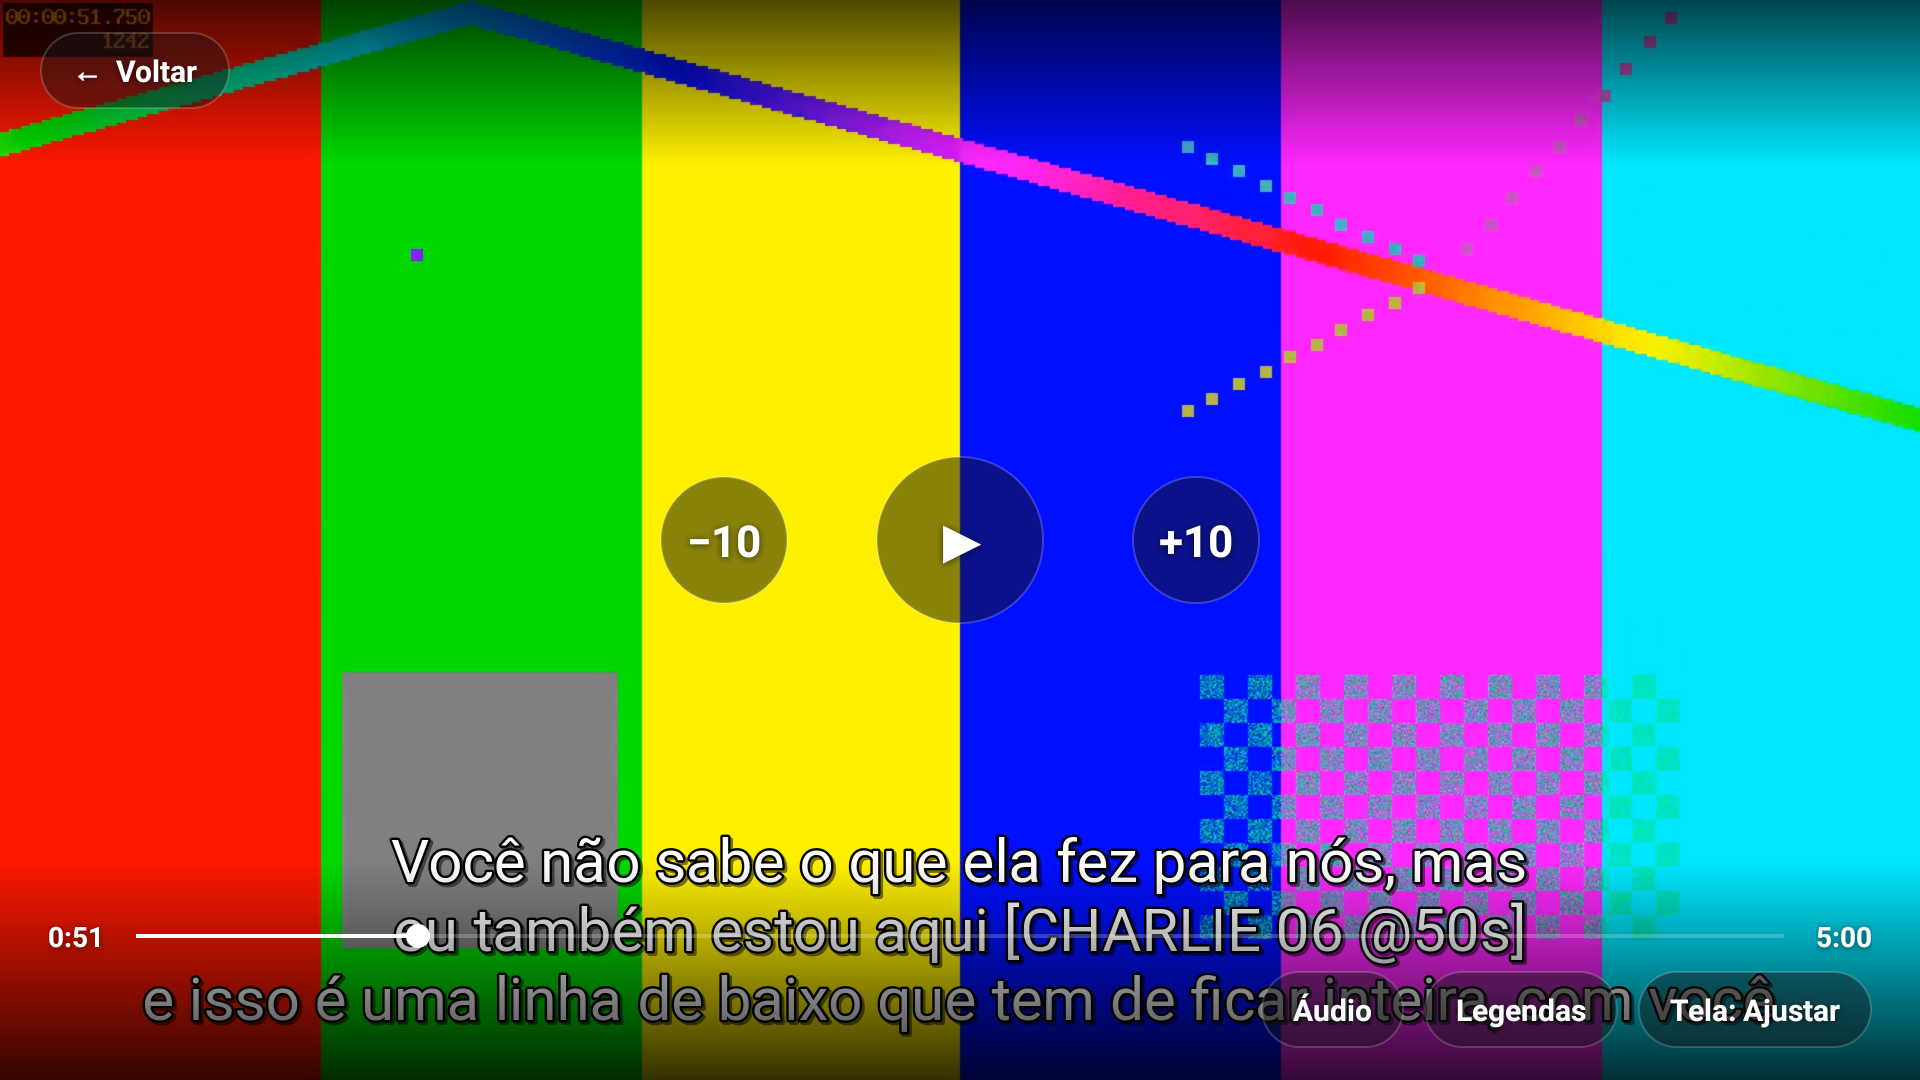 00:00:51.750
1242
← Voltar
−10
+10
Você não sabe o que ela fez para nós, mas
eu também estou aqui [CHARLIE 06 @50s]
e isso é uma linha de baixo que tem de ficar inteira, com você
0:51
5:00
Áudio
Legendas
Tela: Ajustar